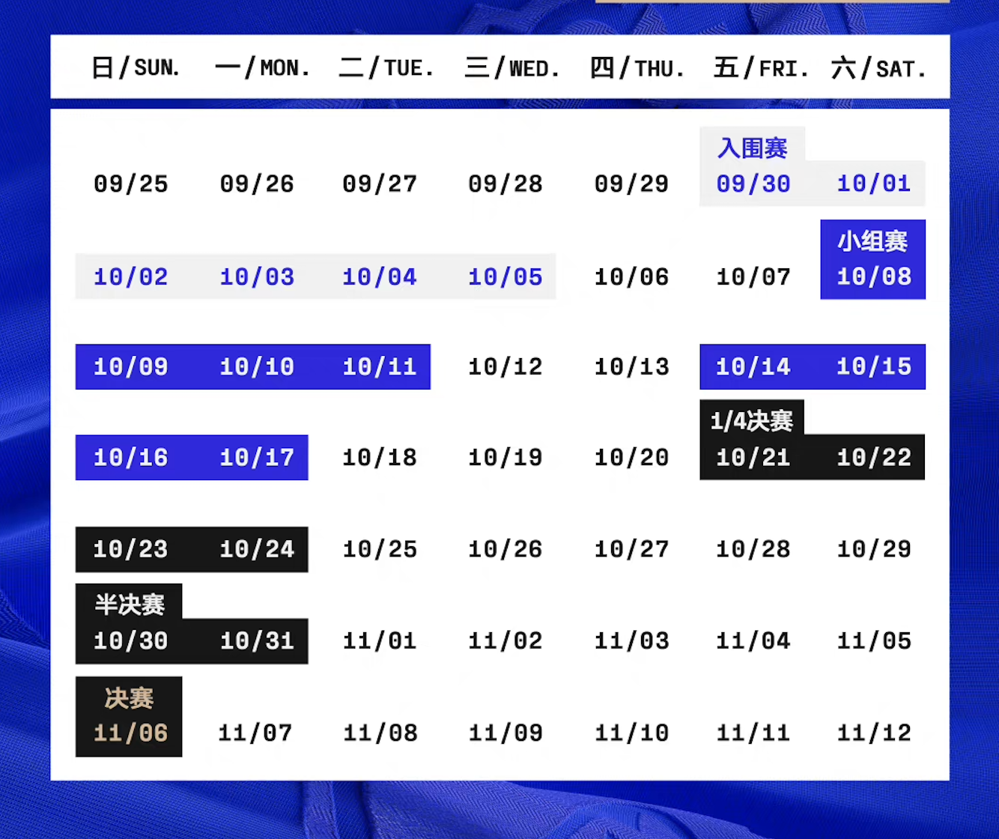 日/SUN. 一/MON. 二/TUE. 三/WED. 四/THU. 五/FRI. 六/SAT.
入围赛
09/25 09/26 09/27 09/28 09/29 09/30 10/01
小组赛
10/02 10/03 10/04 10/05 10/06 10/07 10/08
10/09 10/10 10/11 10/12 10/13 10/14 10/15
1/4决赛
10/16 10/17 10/18 10/19 10/20 10/21 10/22
10/23 10/24 10/25 10/26 10/27 10/28 10/29
半决赛
10/30 10/31 11/01 11/02 11/03 11/04 11/05
决赛
11/06 11/07 11/08 11/09 11/10 11/11 11/12